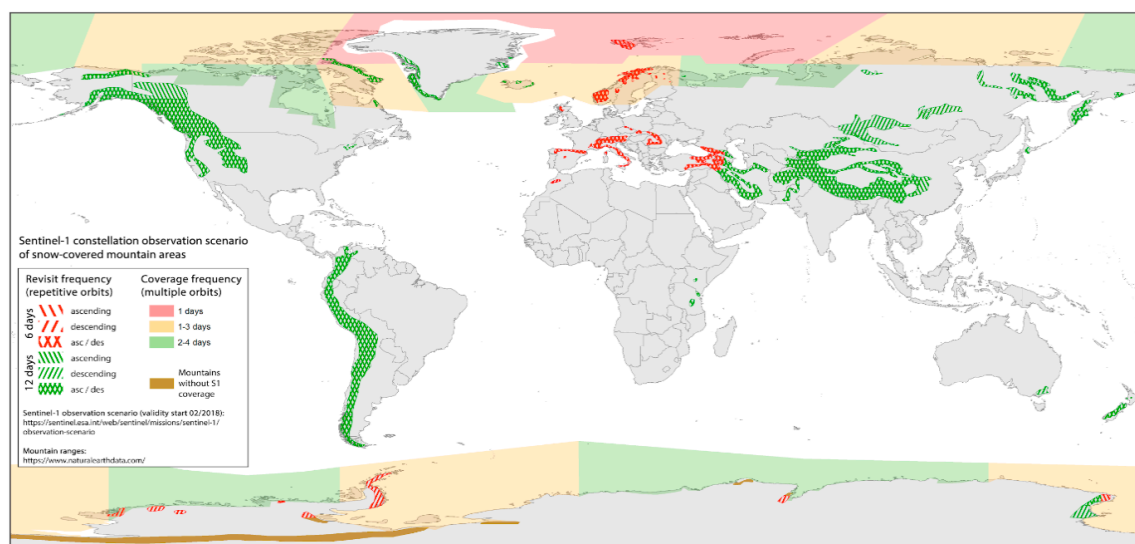 Sentinel-1 constellation observation scenario
of snow-covered mountain areas
Revisit frequency
(repetitive orbits)
Coverage frequency
(multiple orbits)
6 days
ascending
descending
asc / des
12 days
ascending
descending
asc / des
1 days
1-3 days
2-4 days
Mountains
without S1
coverage
Sentinel-1 observation scenario (validity start 02/2018):
https://sentinel.esa.int/web/sentinel/missions/sentinel-1/
observation-scenario
Mountain ranges:
https://www.naturalearthdata.com/